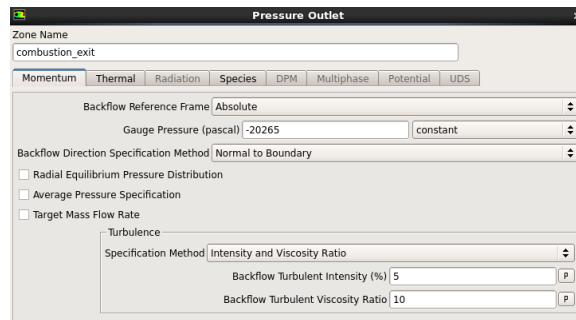 Pressure Outlet
Zone Name
combustion_exit
Momentum Thermal Radiation Species DPM Multiphase Potential UDS
Backflow Reference Frame Absolute
Gauge Pressure (pascal) -20265 constant
Backflow Direction Specification Method Normal to Boundary
Radial Equilibrium Pressure Distribution
Average Pressure Specification
Target Mass Flow Rate
Turbulence
Specification Method Intensity and Viscosity Ratio
Backflow Turbulent Intensity (%) 5 P
Backflow Turbulent Viscosity Ratio 10 P